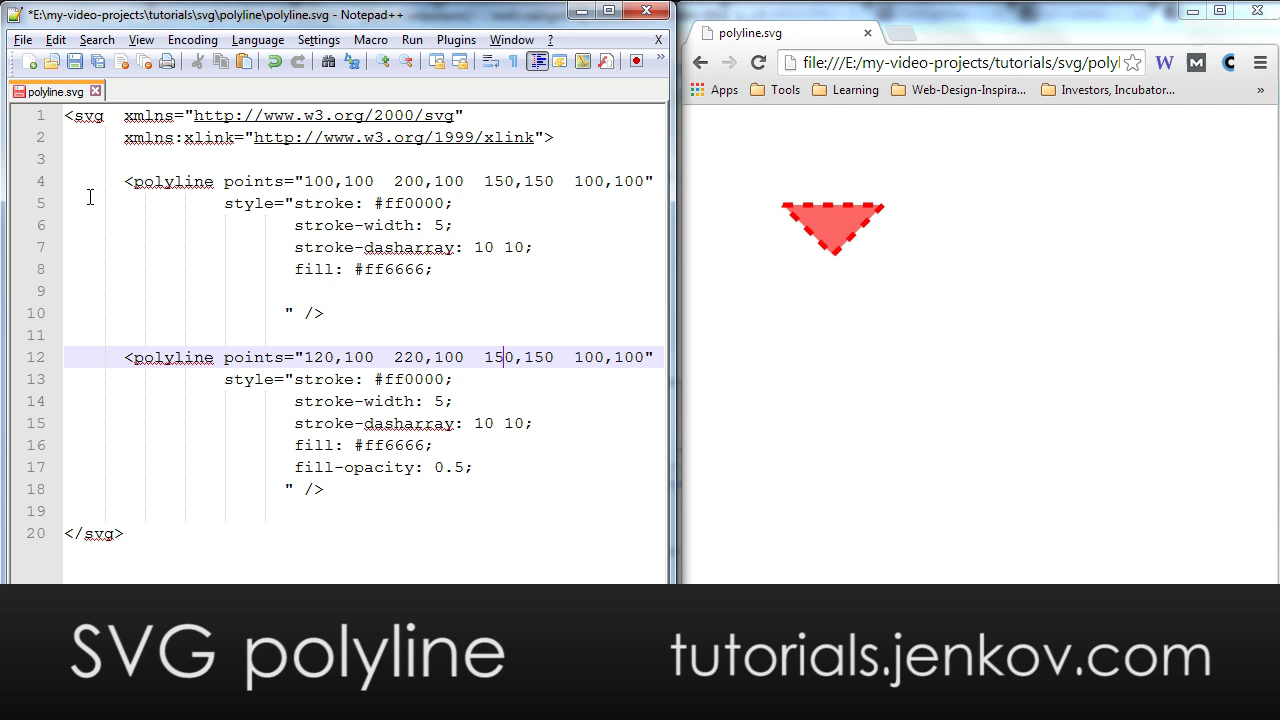 *E:\my-video-projects\tutorials\svg\polyline\polyline.svg - Notepad++
File Edit Search View Encoding Language Settings Macro Run Plugins Window ? X
polyline.svg
1 <svg xmlns="http://www.w3.org/2000/svg"
2 xmlns:xlink="http://www.w3.org/1999/xlink">
3
4 <polyline points="100,100 200,100 150,150 100,100"
5 style="stroke: #ff0000;
6 stroke-width: 5;
7 stroke-dasharray: 10 10;
8 fill: #ff6666;
9
10 " />
11
12 <polyline points="120,100 220,100 150,150 100,100"
13 style="stroke: #ff0000;
14 stroke-width: 5;
15 stroke-dasharray: 10 10;
16 fill: #ff6666;
17 fill-opacity: 0.5;
18 " />
19
20 </svg>
polyline.svg
file:///E:/my-video-projects/tutorials/svg/polyl
W M
Apps Tools Learning Web-Design-Inspira... Investors, Incubator... »
SVG polyline
tutorials.jenkov.com